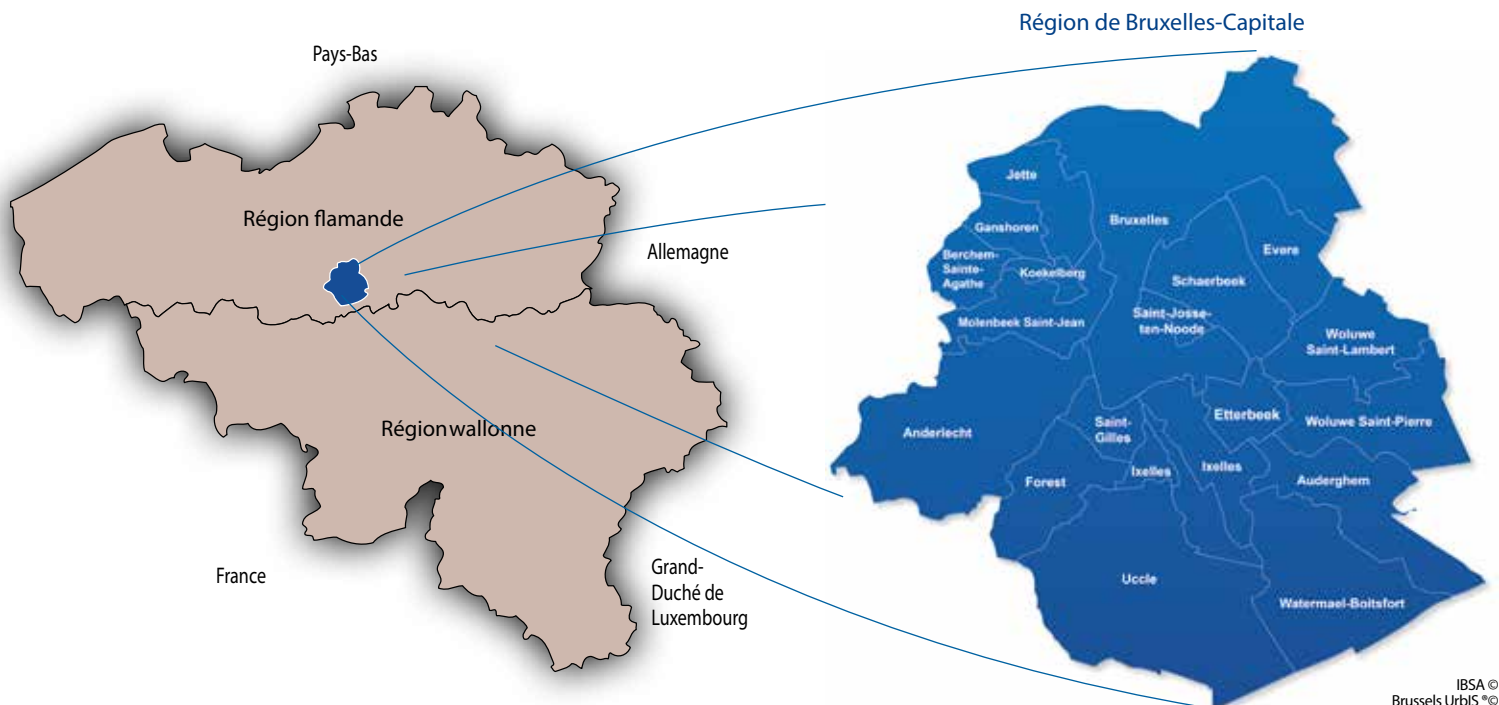 Région de Bruxelles-Capitale
Pays-Bas
Région flamande
Allemagne
Région wallonne
France
Grand-
Duché de
Luxembourg
Jette
Ganshoren
Bruxelles
Evere
Berchem-
Sainte-
Agathe
Koekelberg
Schaerbeek
Molenbeek Saint-Jean
Saint-Josse-
ten-Noode
Woluwe
Saint-Lambert
Anderlecht
Saint-
Gilles
Etterbeek
Woluwe Saint-Pierre
Forest
Ixelles
Ixelles
Auderghem
Uccle
Watermael-Boitsfort
IBSA ©
Brussels UrbIS ®©